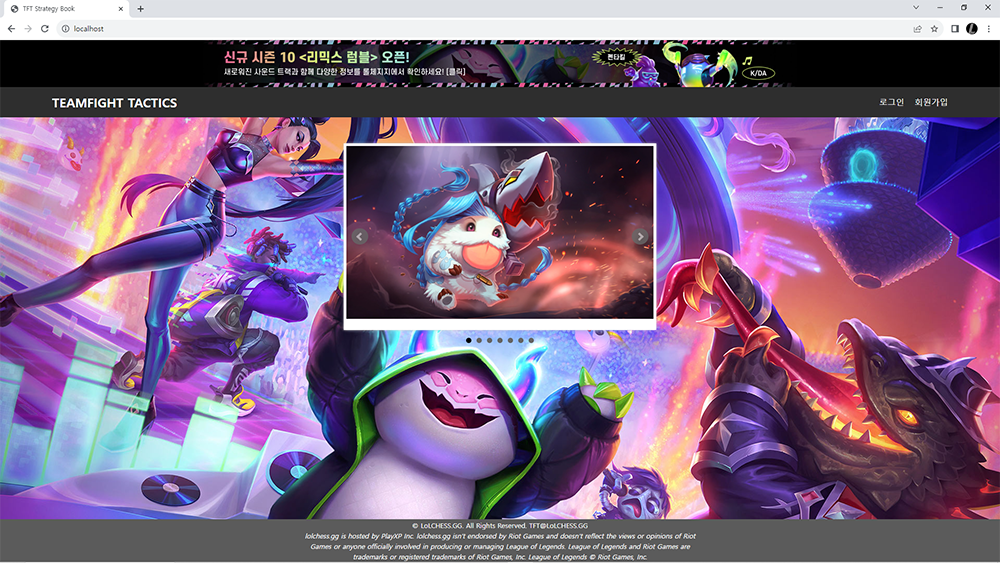 TFT Strategy Book
localhost
신규 시즌 10 <리믹스 럼블> 오픈!
새로워진 사운드 트랙과 함께 다양한 정보를 롤체지지에서 확인하세요! [클릭]
펜타킬
K/DA
TEAMFIGHT TACTICS
로그인 회원가입
© LoLCHESS.GG. All Rights Reserved. TFT@LoLCHESS.GG
lolchess.gg is hosted by PlayXP Inc. lolchess.gg isn't endorsed by Riot Games and doesn't reflect the views or opinions of Riot
Games or anyone officially involved in producing or managing League of Legends. League of Legends and Riot Games are
trademarks or registered trademarks of Riot Games, Inc. League of Legends © Riot Games, Inc.